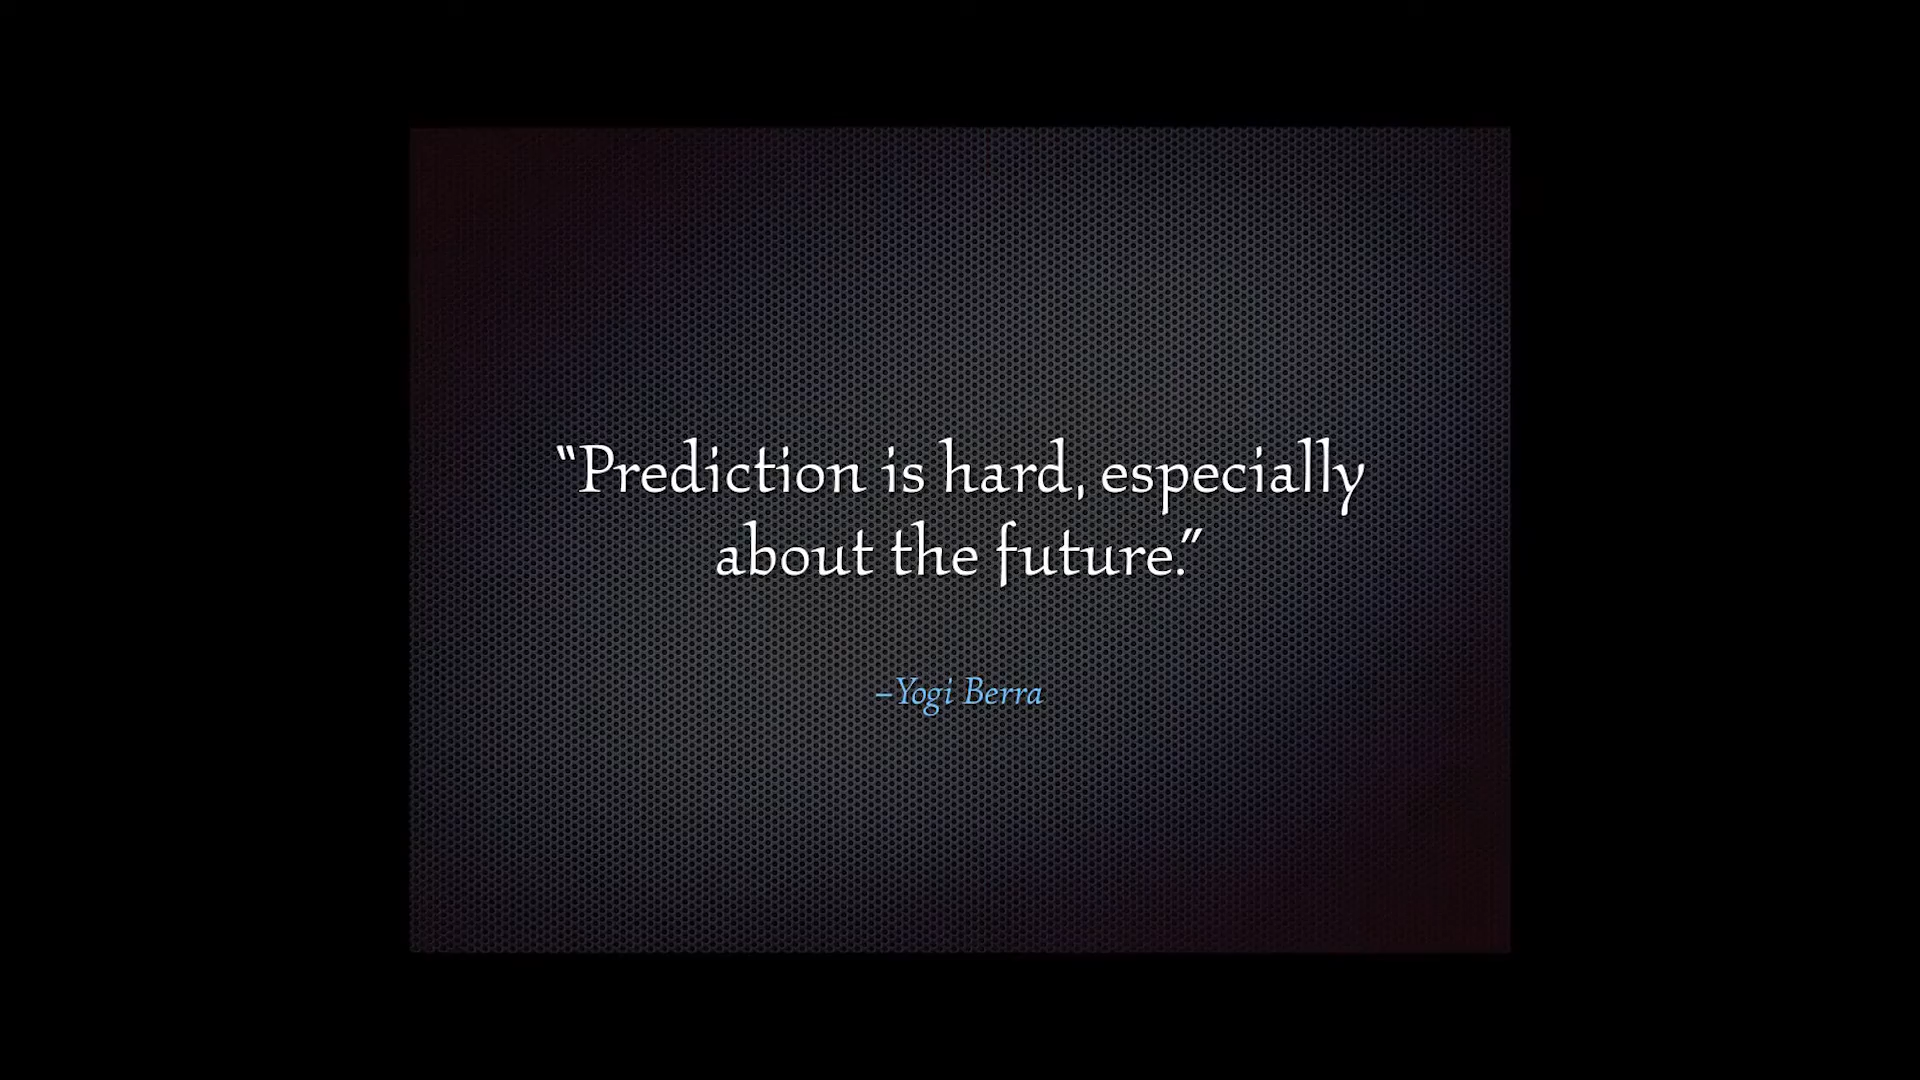 “Prediction is hard, especially
about the future.”
–Yogi Berra